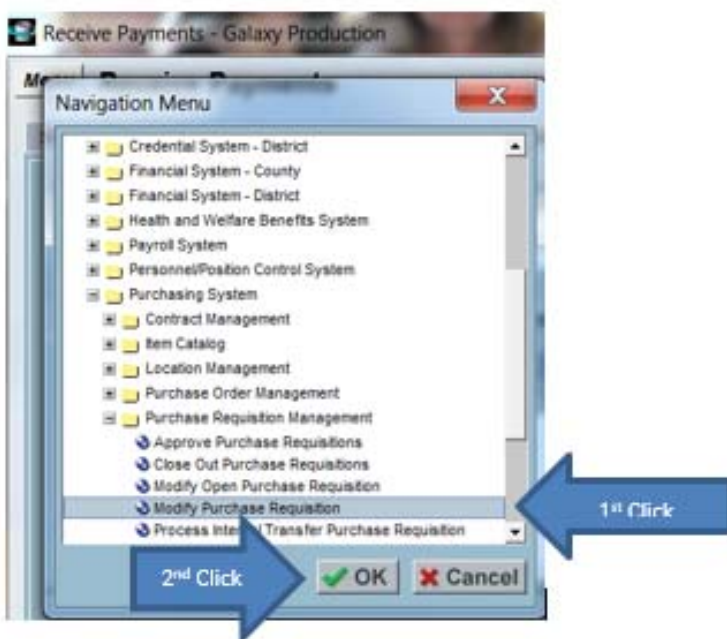 Receive Payments - Galaxy Production
Navigation Menu
Credential System - District
Financial System - County
Financial System - District
Health and Welfare Benefits System
Payroll System
Personnel/Position Control System
Purchasing System
Contract Management
Item Catalog
Location Management
Purchase Order Management
Purchase Requisition Management
Approve Purchase Requisitions
Close Out Purchase Requisitions
Modify Open Purchase Requisition
Modify Purchase Requisition
1st Click
Process Transfer Purchase Requisition
2nd Click
OK
Cancel